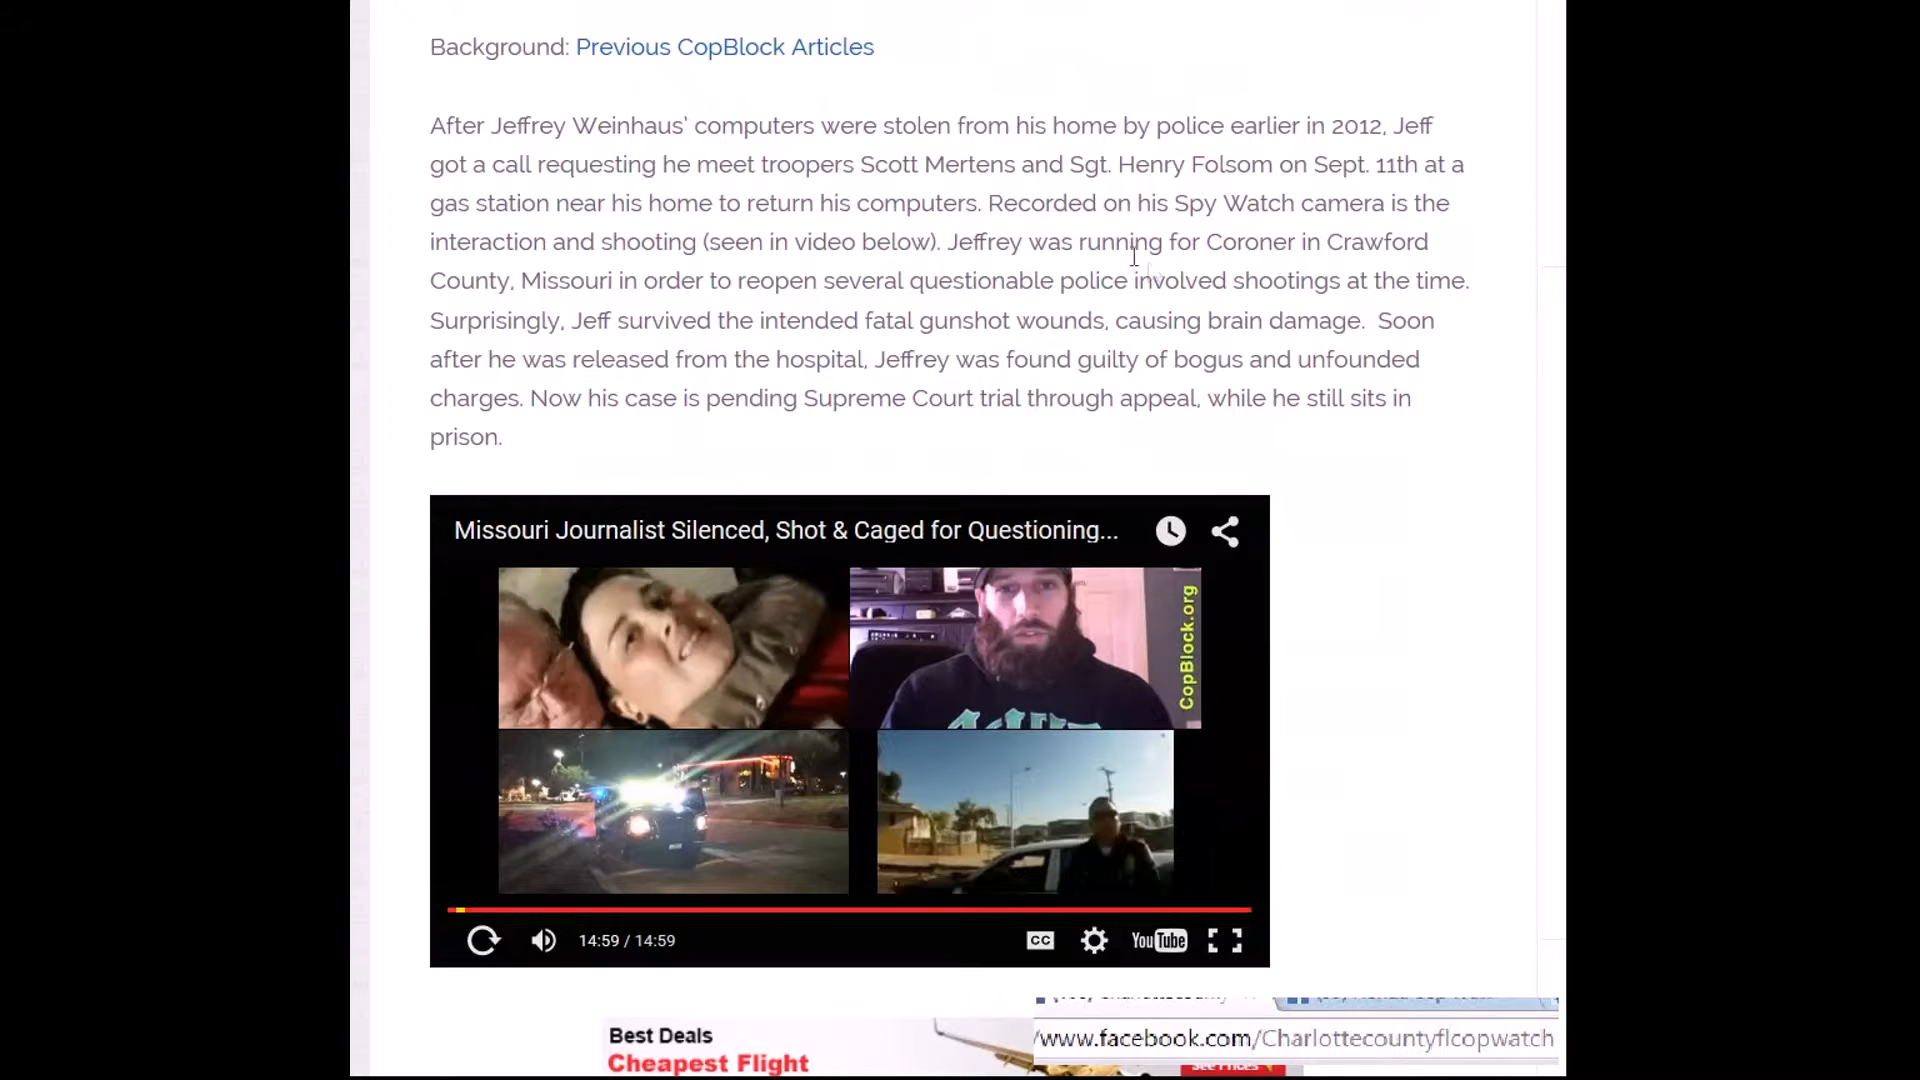 Background: Previous CopBlock Articles
After Jeffrey Weinhaus' computers were stolen from his home by police earlier in 2012, Jeff
got a call requesting he meet troopers Scott Mertens and Sgt. Henry Folsom on Sept. 11th at a
gas station near his home to return his computers. Recorded on his Spy Watch camera is the
interaction and shooting (seen in video below). Jeffrey was running for Coroner in Crawford
County, Missouri in order to reopen several questionable police involved shootings at the time.
Surprisingly, Jeff survived the intended fatal gunshot wounds, causing brain damage.  Soon
after he was released from the hospital, Jeffrey was found guilty of bogus and unfounded
charges. Now his case is pending Supreme Court trial through appeal, while he still sits in
prison.
Missouri Journalist Silenced, Shot & Caged for Questioning...
CopBlock.org
14:59 / 14:59
CC
YouTube
Best Deals
Cheapest Flight
/www.facebook.com/Charlottecountyflcopwatch
See Prices